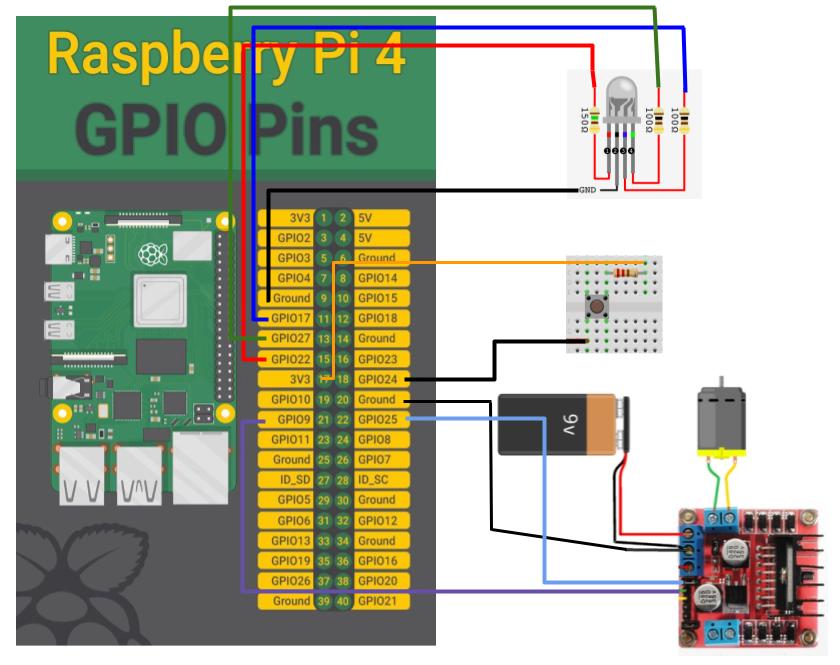 Raspberry Pi 4
GPIO Pins
150Ω
100Ω
100Ω
1 2 3 4
GND
3V3 1 2 5V
GPIO2 3 4 5V
GPIO3 5 6 Ground
GPIO4 7 8 GPIO14
Ground 9 10 GPIO15
GPIO17 11 12 GPIO18
GPIO27 13 14 Ground
GPIO22 15 16 GPIO23
3V3 17 18 GPIO24
GPIO10 19 20 Ground
GPIO9 21 22 GPIO25
GPIO11 23 24 GPIO8
Ground 25 26 GPIO7
ID_SD 27 28 ID_SC
GPIO5 29 30 Ground
GPIO6 31 32 GPIO12
GPIO13 33 34 Ground
GPIO19 35 36 GPIO16
GPIO26 37 38 GPIO20
Ground 39 40 GPIO21
9v